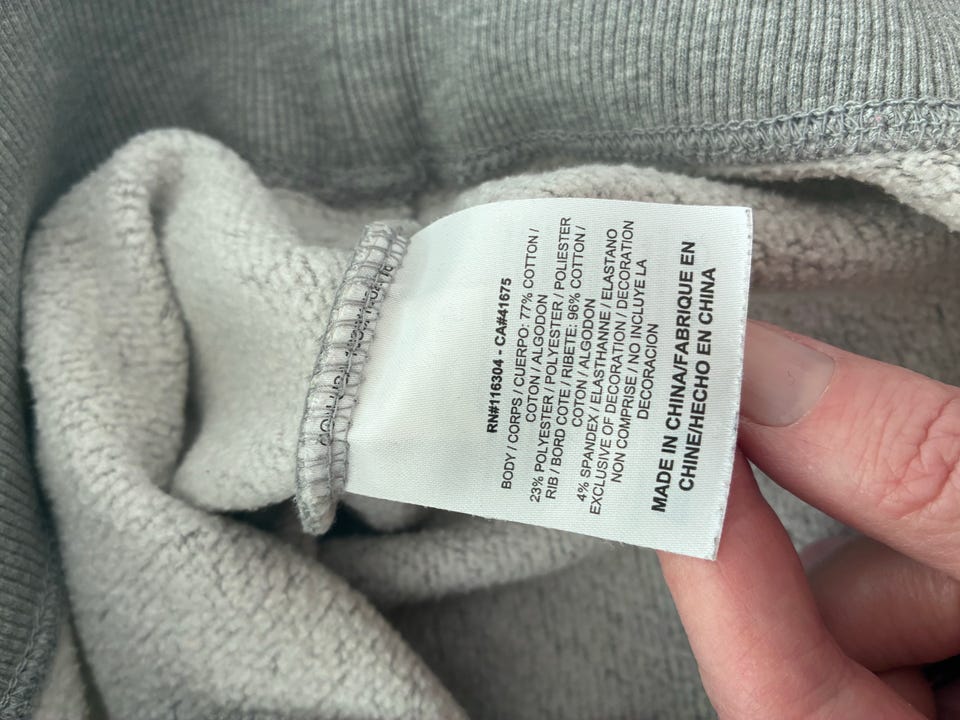 RN#116304 - CA#41675
BODY / CORPS / CUERPO: 77% COTTON /
COTON / ALGODON
23% POLYESTER / POLYESTER / POLIESTER
RIB / BORD COTE / RIBETE: 96% COTTON /
COTON / ALGODON
4% SPANDEX / ELASTHANNE / ELASTANO
EXCLUSIVE OF DECORATION / DECORATION
NON COMPRISE / NO INCLUYE LA
DECORACION
MADE IN CHINA/FABRIQUE EN
CHINE/HECHO EN CHINA